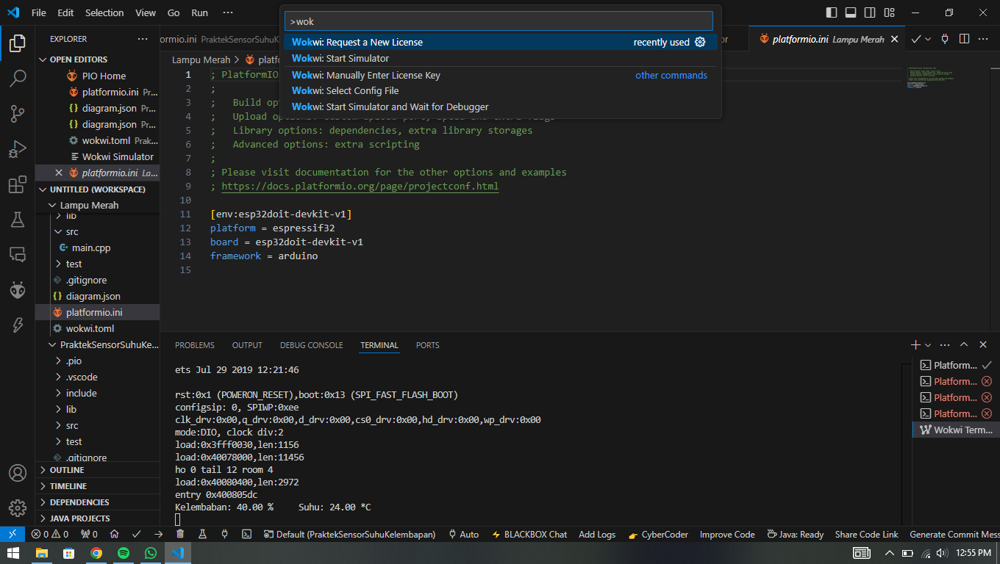 File Edit Selection View Go Run ···
>wok
Wokwi: Request a New License recently used
Wokwi: Start Simulator
Wokwi: Manually Enter License Key other commands
Wokwi: Select Config File
Wokwi: Start Simulator and Wait for Debugger
EXPLORER ···
OPEN EDITORS
PIO Home
platformio.ini Pr...
diagram.json Pr...
diagram.json Pr...
wokwi.toml Prak...
Wokwi Simulator
platformio.ini La...
UNTITLED (WORKSPACE)
Lampu Merah
lib
src
main.cpp
test
.gitignore
diagram.json
platformio.ini
wokwi.toml
PraktekSensorSuhuKe...
.pio
.vscode
include
lib
src
test
.gitignore
OUTLINE
TIMELINE
DEPENDENCIES
JAVA PROJECTS
ormio.ini PraktekSensorSuhuK
or
platformio.ini Lampu Merah
Lampu Merah > platf
1 ; PlatformIO
2 ;
3 ; Build opt
4 ;
5 ; Library options: dependencies, extra library storages
6 ; Advanced options: extra scripting
7 ;
8 ; Please visit documentation for the other options and examples
9 ; https://docs.platformio.org/page/projectconf.html
10
11 [env:esp32doit-devkit-v1]
12 platform = espressif32
13 board = esp32doit-devkit-v1
14 framework = arduino
15
PROBLEMS OUTPUT DEBUG CONSOLE TERMINAL PORTS
ets Jul 29 2019 12:21:46
rst:0x1 (POWERON_RESET),boot:0x13 (SPI_FAST_FLASH_BOOT)
configsip: 0, SPIWP:0xee
clk_drv:0x00,q_drv:0x00,d_drv:0x00,cs0_drv:0x00,hd_drv:0x00,wp_drv:0x00
mode:DIO, clock div:2
load:0x3fff0030,len:1156
load:0x40078000,len:11456
ho 0 tail 12 room 4
load:0x40080400,len:2972
entry 0x400805dc
Kelembaban: 40.00 % Suhu: 24.00 *C
Platform...
Platform...
Platform...
Platform...
Wokwi Term...
0 0 0 Default (PraktekSensorSuhuKelembapan) Auto BLACKBOX Chat Add Logs CyberCoder Improve Code Java: Ready Share Code Link Generate Commit Mess
12:55 PM